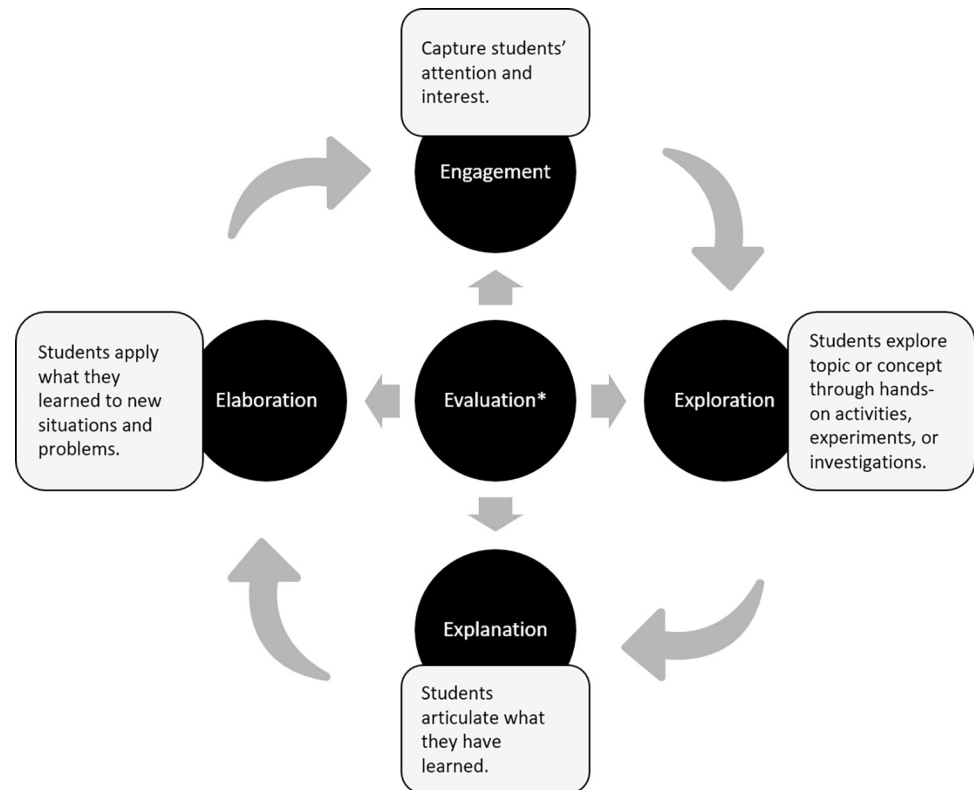 Capture students’
attention and
interest.
Engagement
Students apply
what they
learned to new
situations and
problems.
Elaboration
Evaluation*
Exploration
Students explore
topic or concept
through hands-
on activities,
experiments, or
investigations.
Explanation
Students
articulate what
they have
learned.